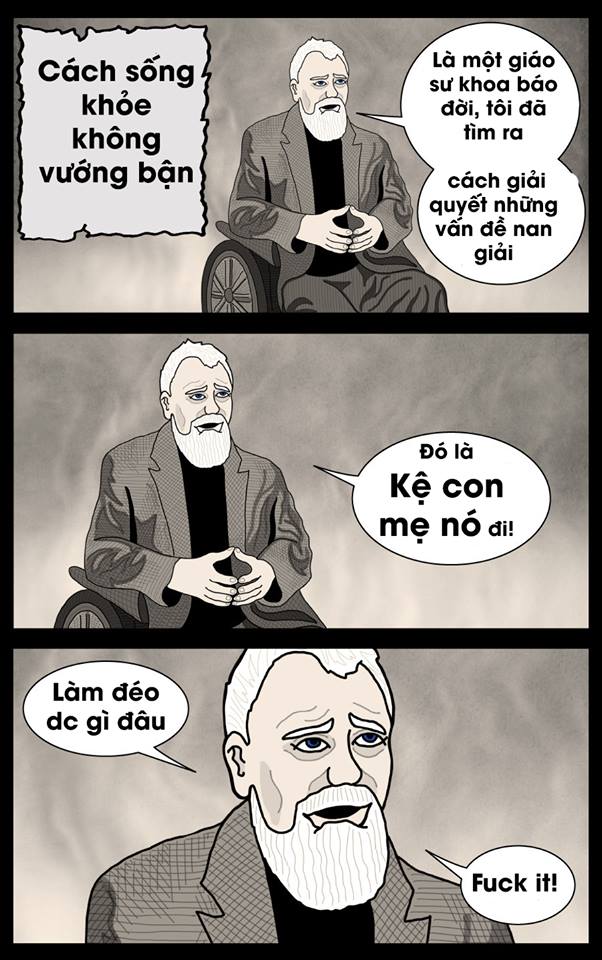 Cách sống
khỏe
không
vướng bận
Là một giáo
sư khoa báo
đời, tôi đã
tìm ra
cách giải
quyết những
vấn đề nan
giải
Đó là
Kệ con
mẹ nó đi!
Làm đéo
dc gì đâu
Fuck it!